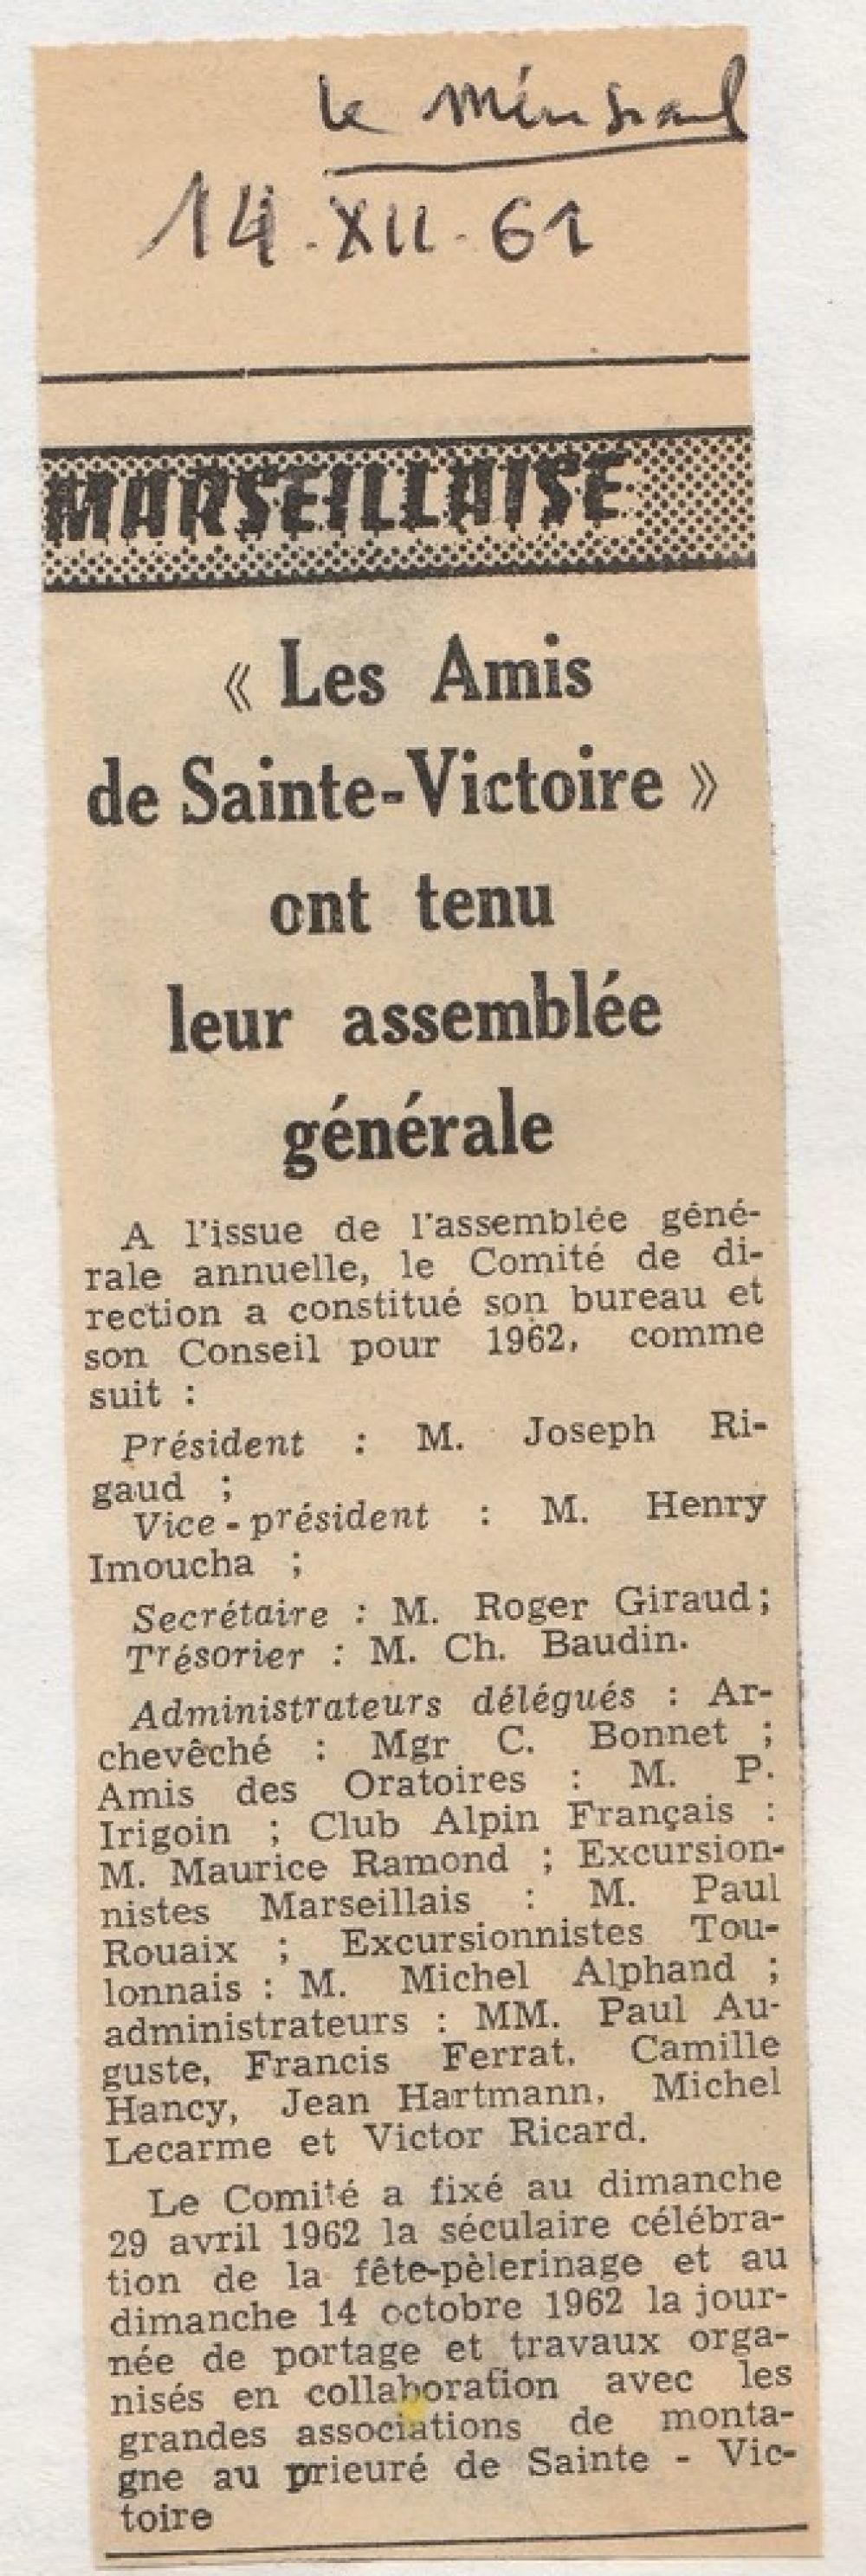 le Méridional
14.XII.61
MARSEILLAISE
« Les Amis
de Sainte-Victoire »
ont tenu
leur assemblée
générale
A l'issue de l'assemblée géné-
rale annuelle, le Comité de di-
rection a constitué son bureau et
son Conseil pour 1962, comme
suit :
Président : M. Joseph Ri-
gaud ;
Vice-président : M. Henry
Imoucha ;
Secrétaire : M. Roger Giraud;
Trésorier : M. Ch. Baudin.
Administrateurs délégués : Ar-
chevêché : Mgr C. Bonnet ;
Amis des Oratoires : M. P.
Irigoin ; Club Alpin Français :
M. Maurice Ramond ; Excursion-
nistes Marseillais : M. Paul
Rouaix ; Excursionnistes Tou-
lonnais : M. Michel Alphand ;
administrateurs : MM. Paul Au-
guste, Francis Ferrat, Camille
Hancy, Jean Hartmann, Michel
Lecarme et Victor Ricard.
Le Comité a fixé au dimanche
29 avril 1962 la séculaire célébra-
tion de la fête-pèlerinage et au
dimanche 14 octobre 1962 la jour-
née de portage et travaux orga-
nisés en collaboration avec les
grandes associations de monta-
gne au prieuré de Sainte - Vic-
toire